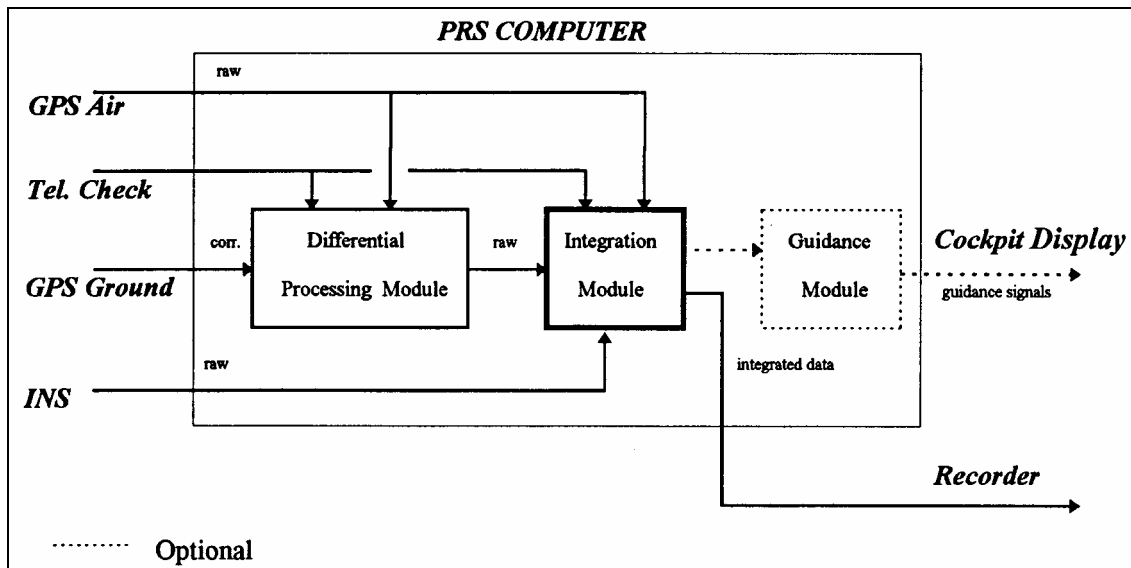 PRS COMPUTER
raw
GPS Air
Tel. Check
corr.
Differential
Processing Module
raw
Integration
Module
Guidance
Module
Cockpit Display
guidance signals
GPS Ground
raw
INS
integrated data
Recorder
Optional